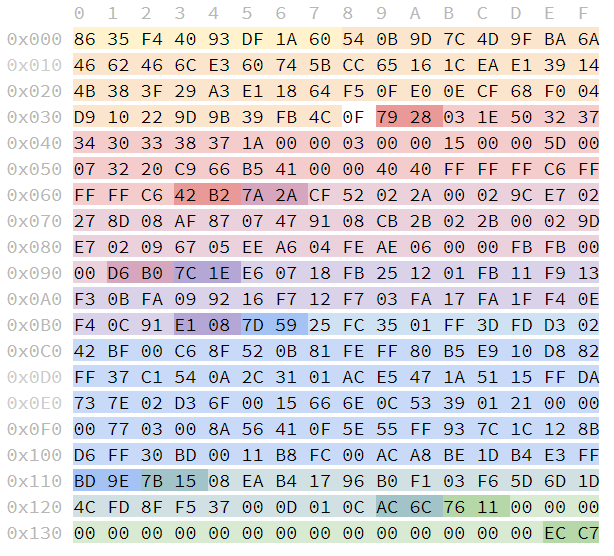 0 1 2 3 4 5 6 7 8 9 A B C D E F
0x000 86 35 F4 40 93 DF 1A 60 54 0B 9D 7C 4D 9F BA 6A
0x010 46 62 46 6C E3 60 74 5B CC 65 16 1C EA E1 39 14
0x020 4B 38 3F 29 A3 E1 18 64 F5 0F E0 0E CF 68 F0 04
0x030 D9 10 22 9D 9B 39 FB 4C 0F 79 28 03 1E 50 32 37
0x040 34 30 33 38 37 1A 00 00 03 00 00 15 00 00 5D 00
0x050 07 32 20 C9 66 B5 41 00 00 40 40 FF FF FF C6 FF
0x060 FF FF C6 42 B2 7A 2A CF 52 02 2A 00 02 9C E7 02
0x070 27 8D 08 AF 87 07 47 91 08 CB 2B 02 2B 00 02 9D
0x080 E7 02 09 67 05 EE A6 04 FE AE 06 00 00 FB FB 00
0x090 00 D6 B0 7C 1E E6 07 18 FB 25 12 01 FB 11 F9 13
0x0A0 F3 0B FA 09 92 16 F7 12 F7 03 FA 17 FA 1F F4 0E
0x0B0 F4 0C 91 E1 08 7D 59 25 FC 35 01 FF 3D FD D3 02
0x0C0 42 BF 00 C6 8F 52 0B 81 FE FF 80 B5 E9 10 D8 82
0x0D0 FF 37 C1 54 0A 2C 31 01 AC E5 47 1A 51 15 FF DA
0x0E0 73 7E 02 D3 6F 00 15 66 6E 0C 53 39 01 21 00 00
0x0F0 00 77 03 00 8A 56 41 0F 5E 55 FF 93 7C 1C 12 8B
0x100 D6 FF 30 BD 00 11 B8 FC 00 AC A8 BE 1D B4 E3 FF
0x110 BD 9E 7B 15 08 EA B4 17 96 B0 F1 03 F6 5D 6D 1D
0x120 4C FD 8F F5 37 00 0D 01 0C AC 6C 76 11 00 00 00
0x130 00 00 00 00 00 00 00 00 00 00 00 00 00 00 EC C7